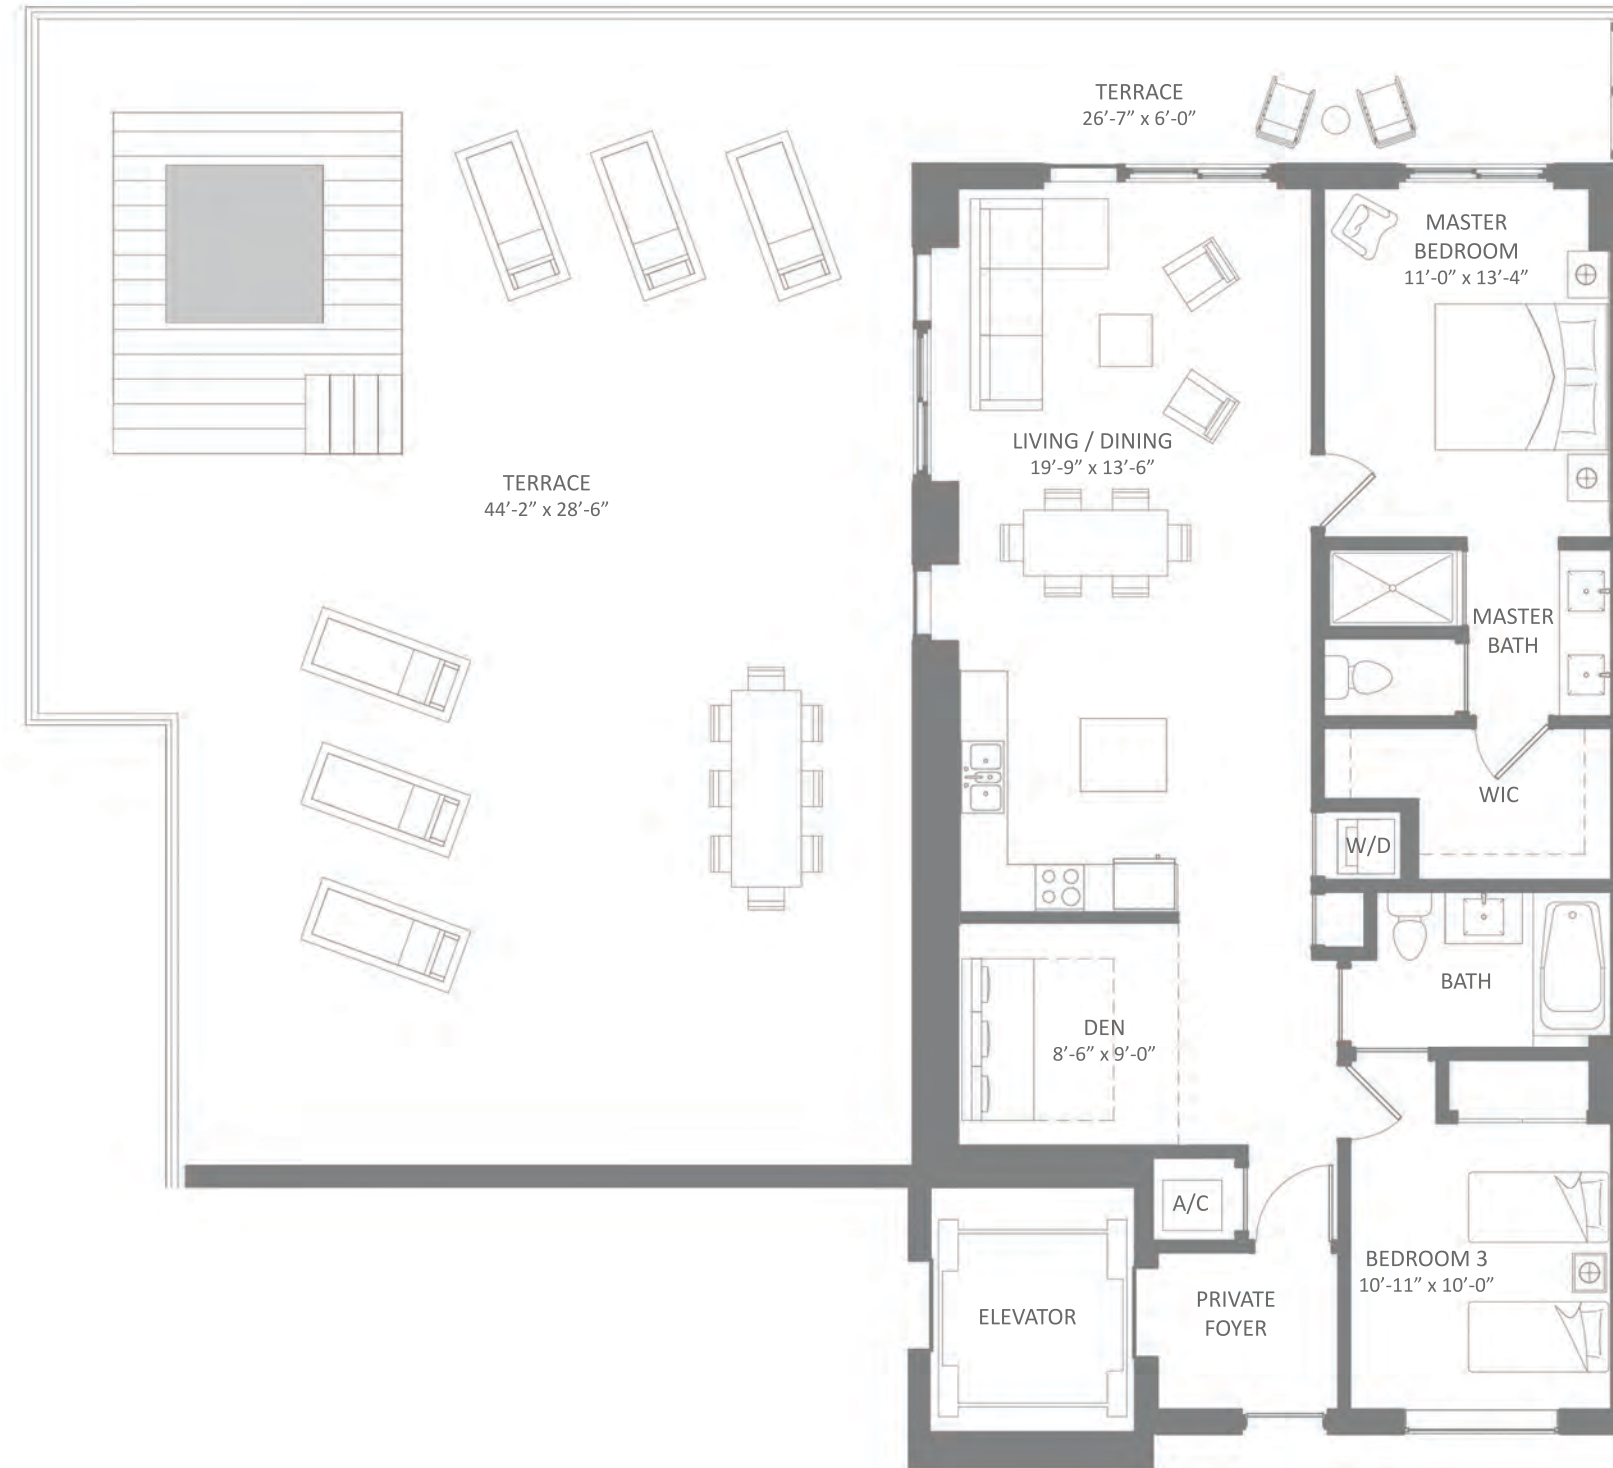 TERRACE
26’-7” x 6’-0”
MASTER
BEDROOM
11’-0” x 13’-4”
LIVING / DINING
19’-9” x 13’-6”
TERRACE
44’-2” x 28’-6”
MASTER
BATH
WIC
W/D
BATH
DEN
8’-6” x 9’-0”
A/C
BEDROOM 3
10’-11” x 10’-0”
PRIVATE
FOYER
ELEVATOR